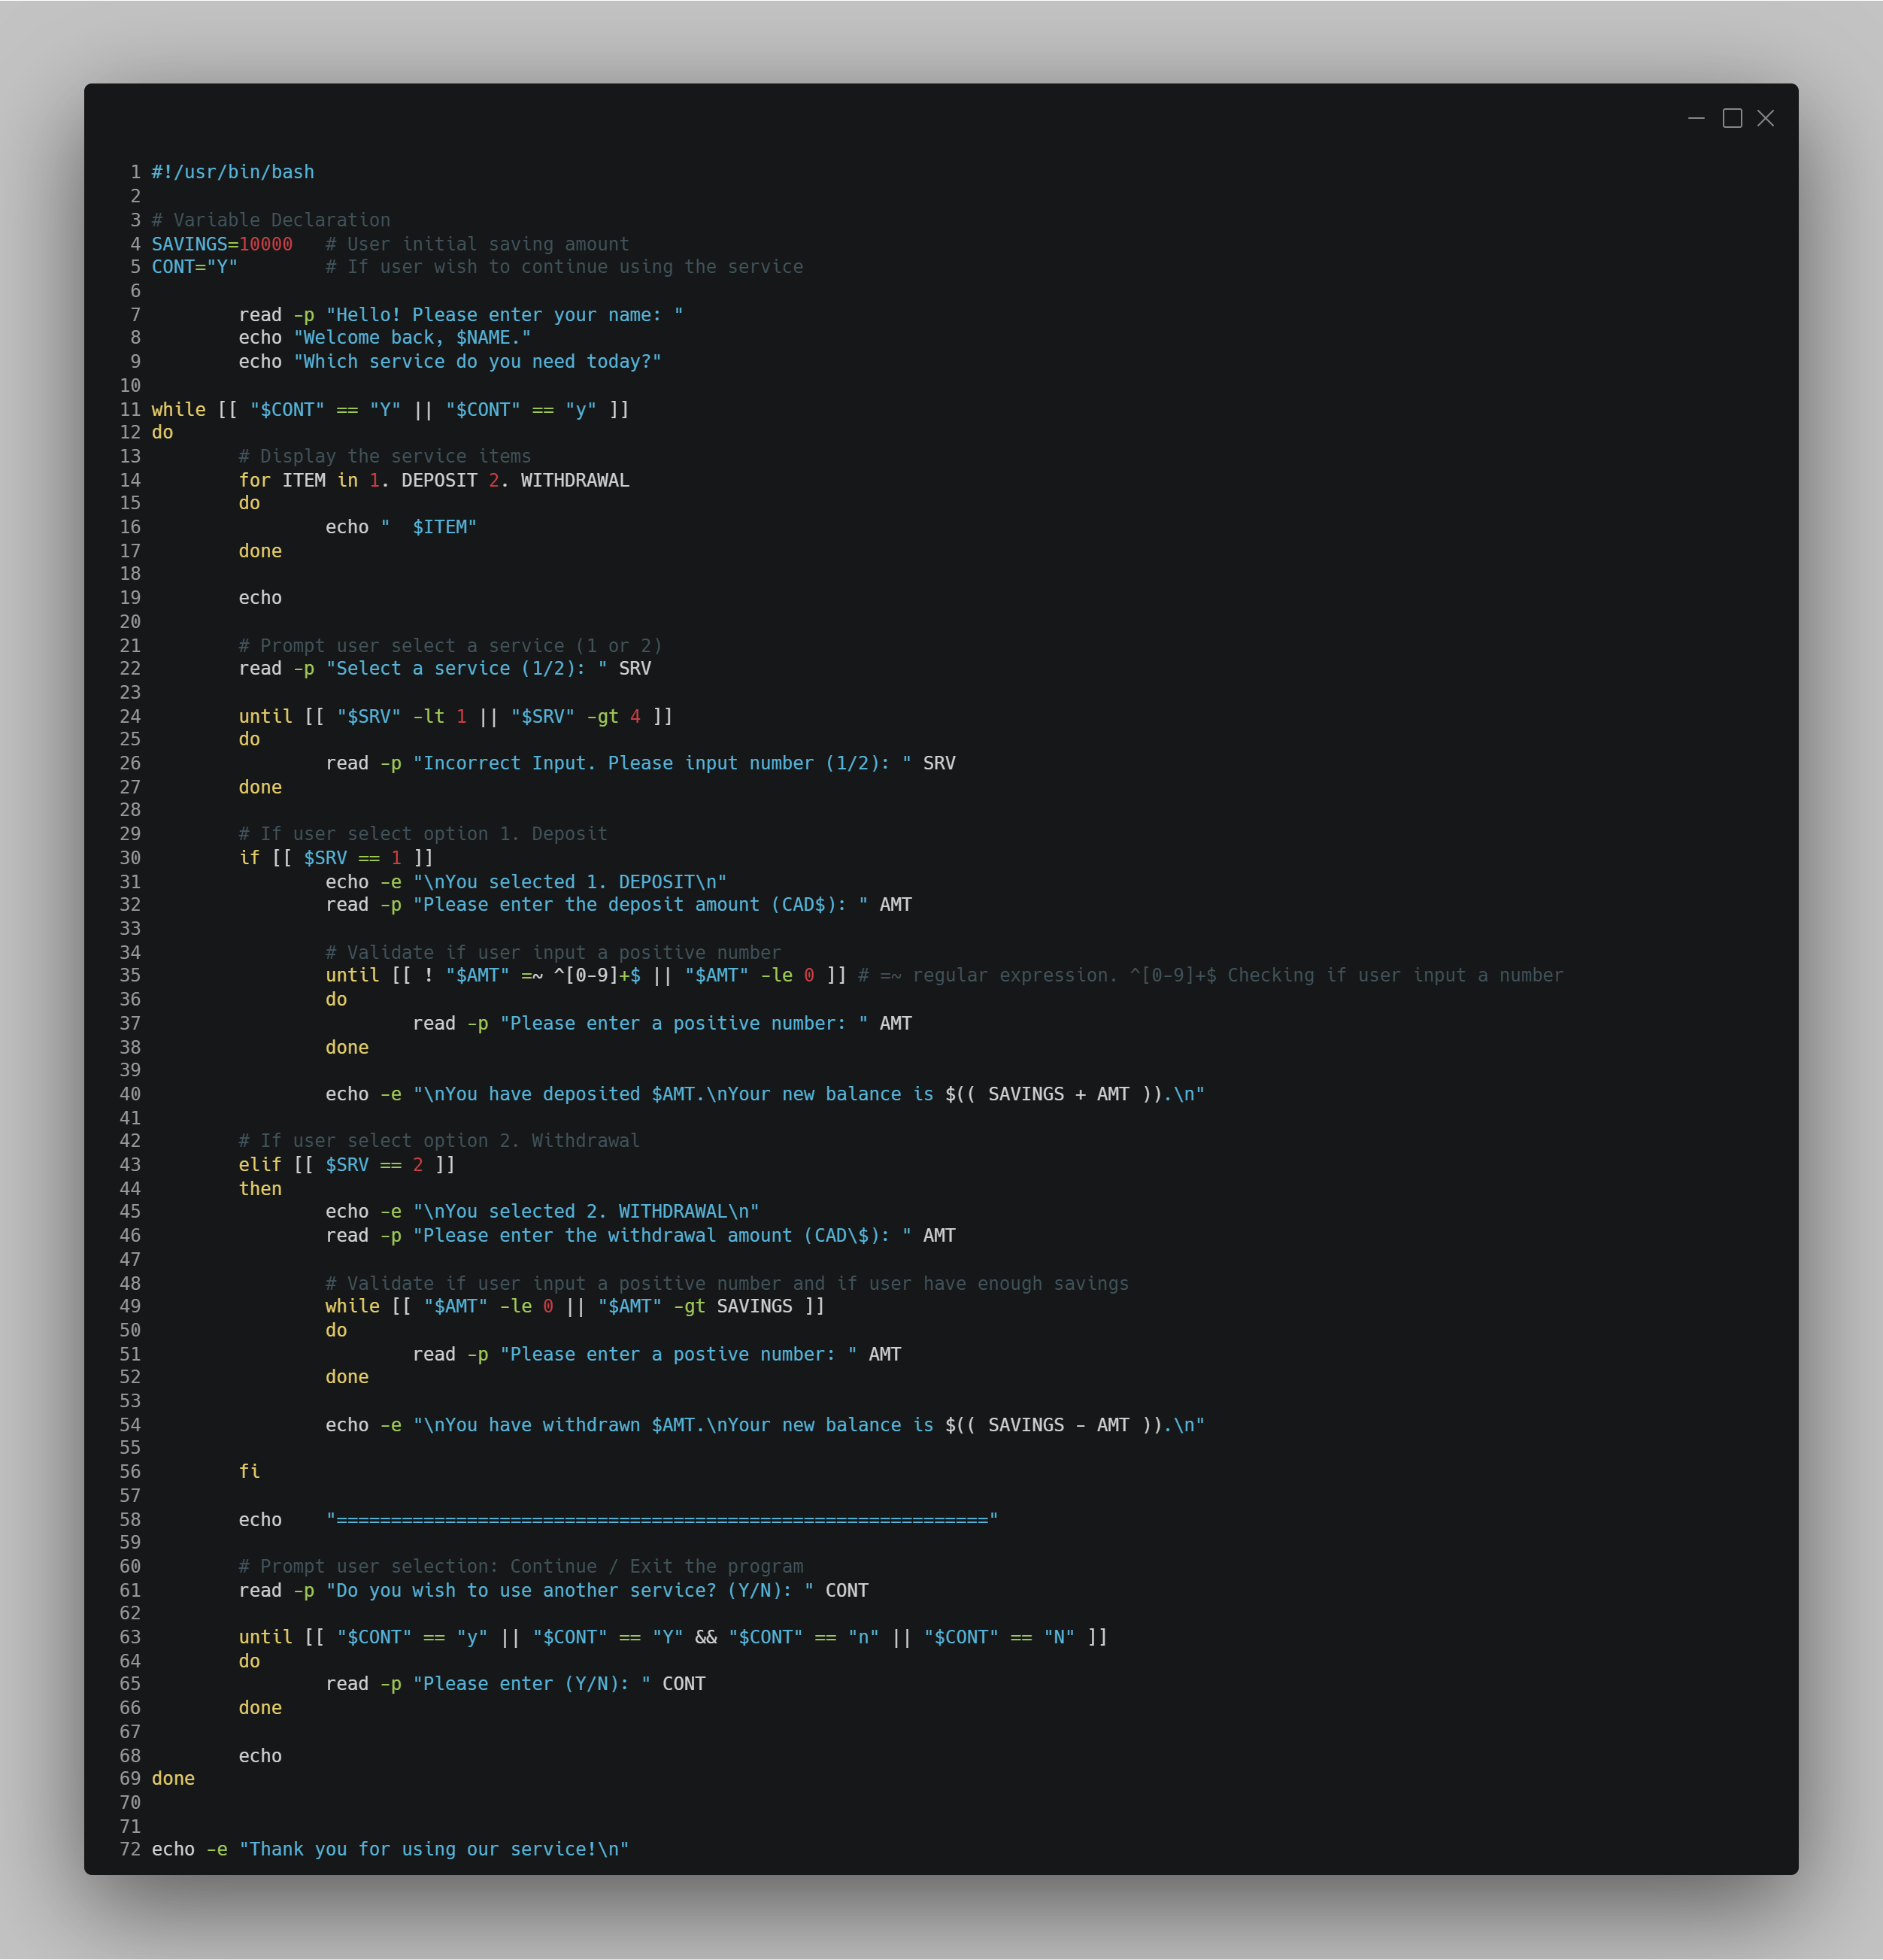 1 #!/usr/bin/bash
2
3 # Variable Declaration
4 SAVINGS=10000   # User initial saving amount
5 CONT="Y"        # If user wish to continue using the service
6
7         read -p "Hello! Please enter your name: "
8         echo "Welcome back, $NAME."
9         echo "Which service do you need today?"
10
11 while [[ "$CONT" == "Y" || "$CONT" == "y" ]]
12 do
13         # Display the service items
14         for ITEM in 1. DEPOSIT 2. WITHDRAWAL
15         do
16                 echo "  $ITEM"
17         done
18
19         echo
20
21         # Prompt user select a service (1 or 2)
22         read -p "Select a service (1/2): " SRV
23
24         until [[ "$SRV" -lt 1 || "$SRV" -gt 4 ]]
25         do
26                 read -p "Incorrect Input. Please input number (1/2): " SRV
27         done
28
29         # If user select option 1. Deposit
30         if [[ $SRV == 1 ]]
31                 echo -e "\nYou selected 1. DEPOSIT\n"
32                 read -p "Please enter the deposit amount (CAD$): " AMT
33
34                 # Validate if user input a positive number
35                 until [[ ! "$AMT" =~ ^[0-9]+$ || "$AMT" -le 0 ]] # =~ regular expression. ^[0-9]+$ Checking if user input a number
36                 do
37                         read -p "Please enter a positive number: " AMT
38                 done
39
40                 echo -e "\nYou have deposited $AMT.\nYour new balance is $(( SAVINGS + AMT )).\n"
41
42         # If user select option 2. Withdrawal
43         elif [[ $SRV == 2 ]]
44         then
45                 echo -e "\nYou selected 2. WITHDRAWAL\n"
46                 read -p "Please enter the withdrawal amount (CAD\$): " AMT
47
48                 # Validate if user input a positive number and if user have enough savings
49                 while [[ "$AMT" -le 0 || "$AMT" -gt SAVINGS ]]
50                 do
51                         read -p "Please enter a postive number: " AMT
52                 done
53
54                 echo -e "\nYou have withdrawn $AMT.\nYour new balance is $(( SAVINGS - AMT )).\n"
55
56         fi
57
58         echo    "============================================================"
59
60         # Prompt user selection: Continue / Exit the program
61         read -p "Do you wish to use another service? (Y/N): " CONT
62
63         until [[ "$CONT" == "y" || "$CONT" == "Y" && "$CONT" == "n" || "$CONT" == "N" ]]
64         do
65                 read -p "Please enter (Y/N): " CONT
66         done
67
68         echo
69 done
70
71
72 echo -e "Thank you for using our service!\n"